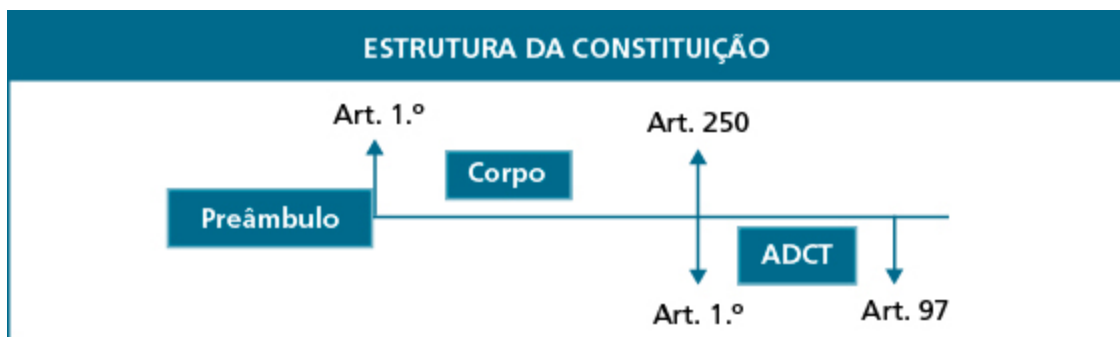 ESTRUTURA DA CONSTITUIÇÃO
Art. 1.º
Art. 250
Corpo
Preâmbulo
ADCT
Art. 1.º
Art. 97